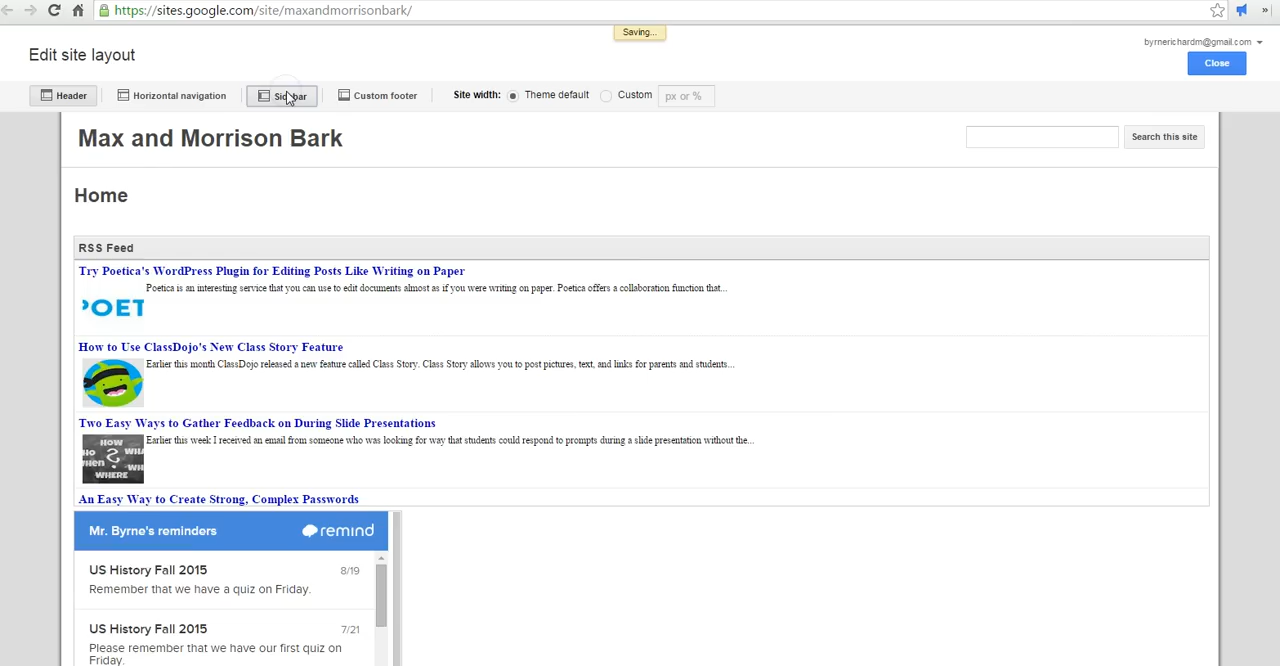 https://sites.google.com/site/maxandmorrisonbark/
»
Saving...
byrnerichardm@gmail.com
Edit site layout
Close
Header
Horizontal navigation
Custom footer
Site width:
Theme default
Custom
px or %
Max and Morrison Bark
Search this site
Home
RSS Feed
Try Poetica's WordPress Plugin for Editing Posts Like Writing on Paper
Poetica is an interesting service that you can use to edit documents almost as if you were writing on paper. Poetica offers a collaboration function that...
POET
How to Use ClassDojo's New Class Story Feature
Earlier this month ClassDojo released a new feature called Class Story. Class Story allows you to post pictures, text, and links for parents and students...
Two Easy Ways to Gather Feedback on During Slide Presentations
Earlier this week I received an email from someone who was looking for way that students could respond to prompts during a slide presentation without the...
HOW
WHERE
An Easy Way to Create Strong, Complex Passwords
Mr. Byrne's reminders
remind
US History Fall 2015
8/19
Remember that we have a quiz on Friday.
US History Fall 2015
7/21
Please remember that we have our first quiz on
Friday.